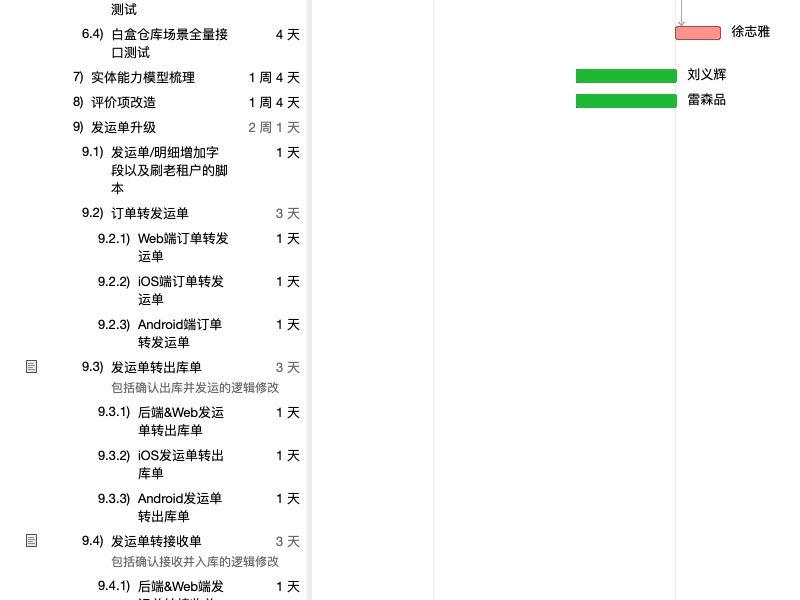 测试
6.4) 白盒仓库场景全量接 4 天 徐志雅
口测试
7) 实体能力模型梳理 1 周 4 天 刘义辉
8) 评价项改造 1 周 4 天 雷森品
9) 发运单升级 2 周 1 天
9.1) 发运单/明细增加字 1 天
段以及刷老租户的脚
本
9.2) 订单转发运单 3 天
9.2.1) Web端订单转发 1 天
运单
9.2.2) iOS端订单转发 1 天
运单
9.2.3) Android端订单 1 天
转发运单
9.3) 发运单转出库单 3 天
包括确认出库并发运的逻辑修改
9.3.1) 后端&Web发运 1 天
单转出库单
9.3.2) iOS发运单转出 1 天
库单
9.3.3) Android发运单 1 天
转出库单
9.4) 发运单转接收单 3 天
包括确认接收并入库的逻辑修改
9.4.1) 后端&Web端发 1 天